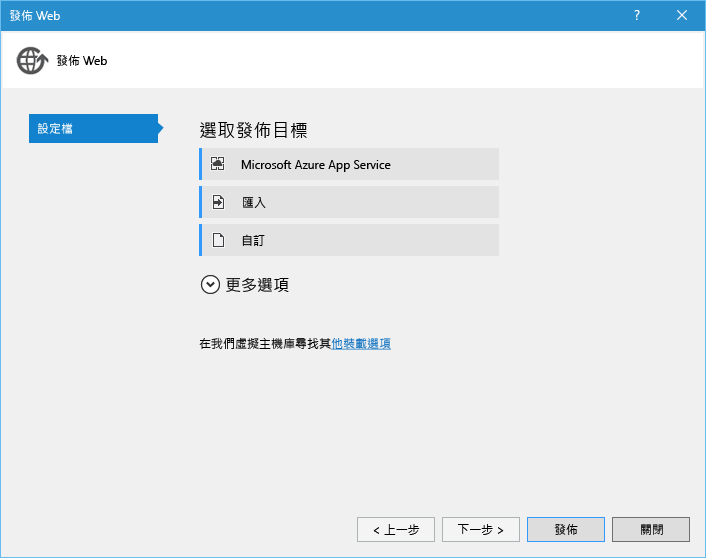 發佈 Web
?
發佈 Web
設定檔
選取發佈目標
Microsoft Azure App Service
匯入
自訂
更多選項
在我們虛擬主機庫尋找其他裝載選項
< 上一步
下一步 >
發佈
關閉